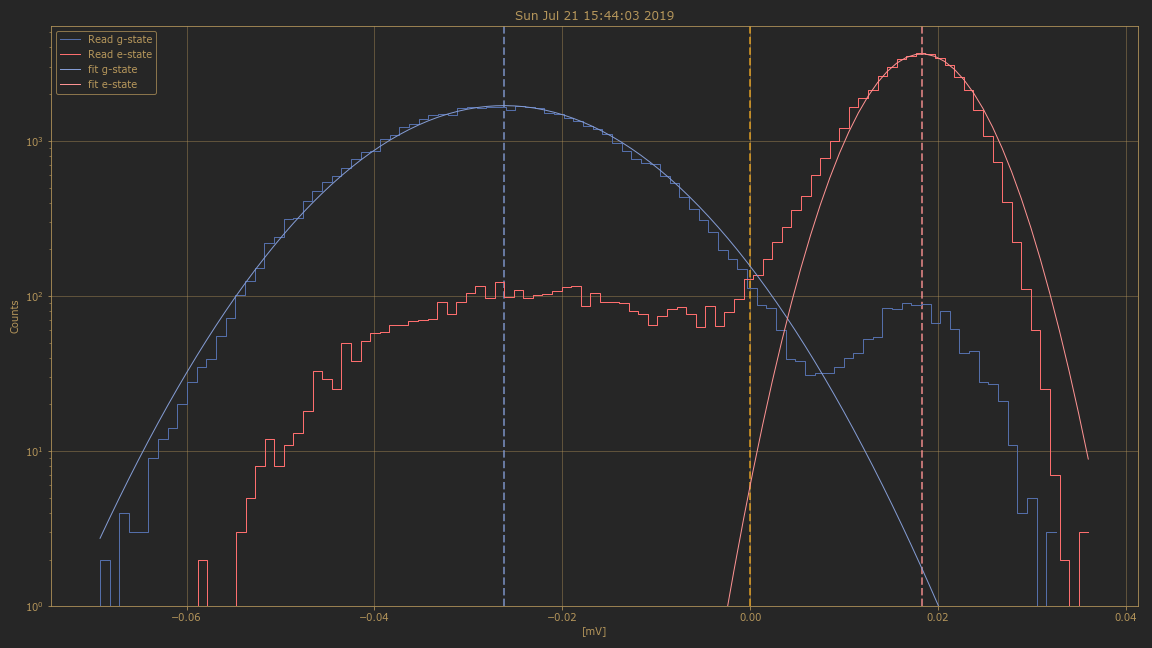 Sun Jul 21 15:44:03 2019
Read g-state
Read e-state
fit g-state
fit e-state
Counts
10³
10²
10¹
10⁰
−0.06
−0.04
−0.02
0.00
0.02
0.04
[mV]